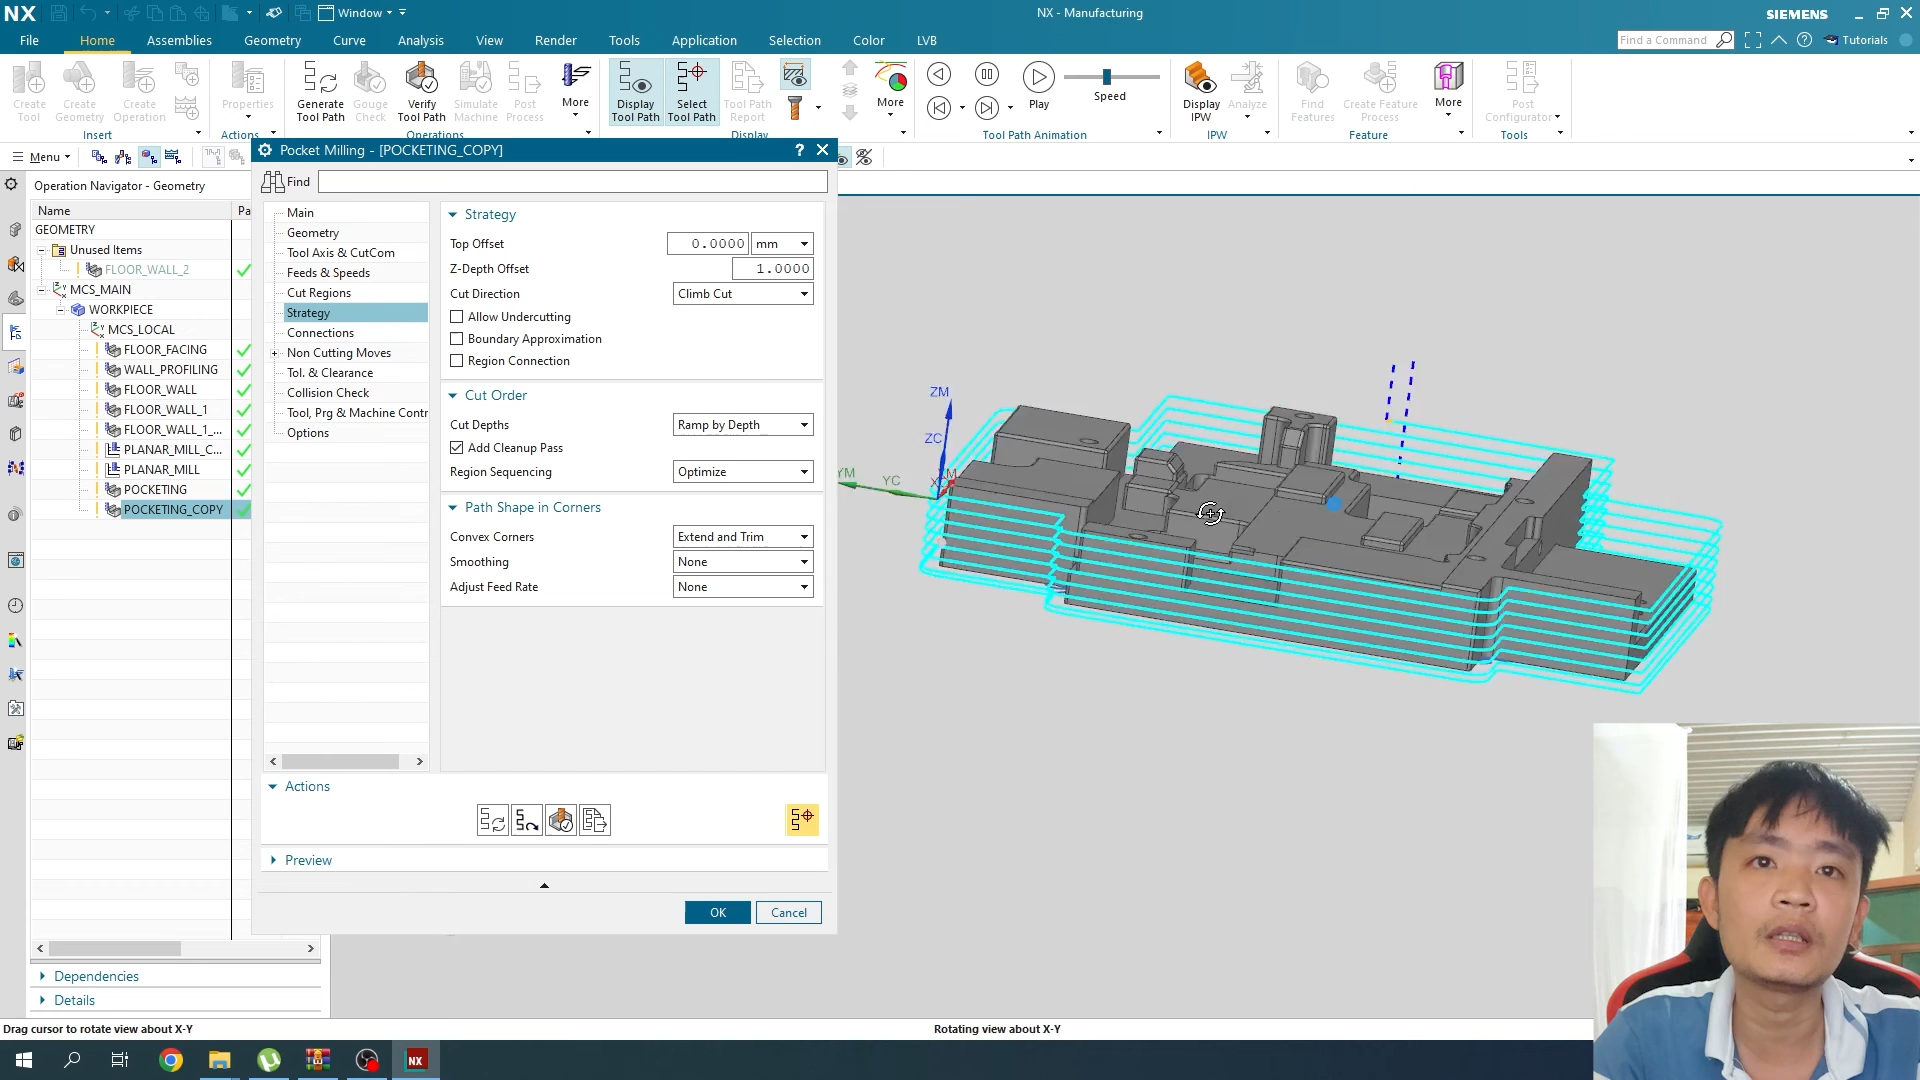 NX
Window
NX - Manufacturing
SIEMENS
File
Home
Assemblies
Geometry
Curve
Analysis
View
Render
Tools
Application
Selection
Color
LVB
Find a Command
Tutorials
Create Tool
Create Geometry
Create Operation
Properties
Generate Tool Path
Gouge Check
Verify Tool Path
Simulate Machine
Post Process
More
Display Tool Path
Select Tool Path
Tool Path Report
More
Play
Speed
Display IPW
Analyze
Find Features
Create Feature Process
More
Post Configurator
Insert
Actions
Operations
Display
Tool Path Animation
IPW
Feature
Tools
Menu
Pocket Milling - [POCKETING_COPY]
Find
Operation Navigator - Geometry
Name
Pa
GEOMETRY
Unused Items
FLOOR_WALL_2
MCS_MAIN
WORKPIECE
MCS_LOCAL
FLOOR_FACING
WALL_PROFILING
FLOOR_WALL
FLOOR_WALL_1
FLOOR_WALL_1_...
PLANAR_MILL_C...
PLANAR_MILL
POCKETING
POCKETING_COPY
Dependencies
Details
Main
Geometry
Tool Axis & CutCom
Feeds & Speeds
Cut Regions
Strategy
Connections
Non Cutting Moves
Tol. & Clearance
Collision Check
Tool, Prg & Machine Contr
Options
Strategy
Top Offset 0.0000 mm
Z-Depth Offset 1.0000
Cut Direction Climb Cut
Allow Undercutting
Boundary Approximation
Region Connection
Cut Order
Cut Depths Ramp by Depth
Add Cleanup Pass
Region Sequencing Optimize
Path Shape in Corners
Convex Corners Extend and Trim
Smoothing None
Adjust Feed Rate None
Actions
Preview
OK
Cancel
ZM
ZC
YM
YC
Drag cursor to rotate view about X-Y
Rotating view about X-Y
NX